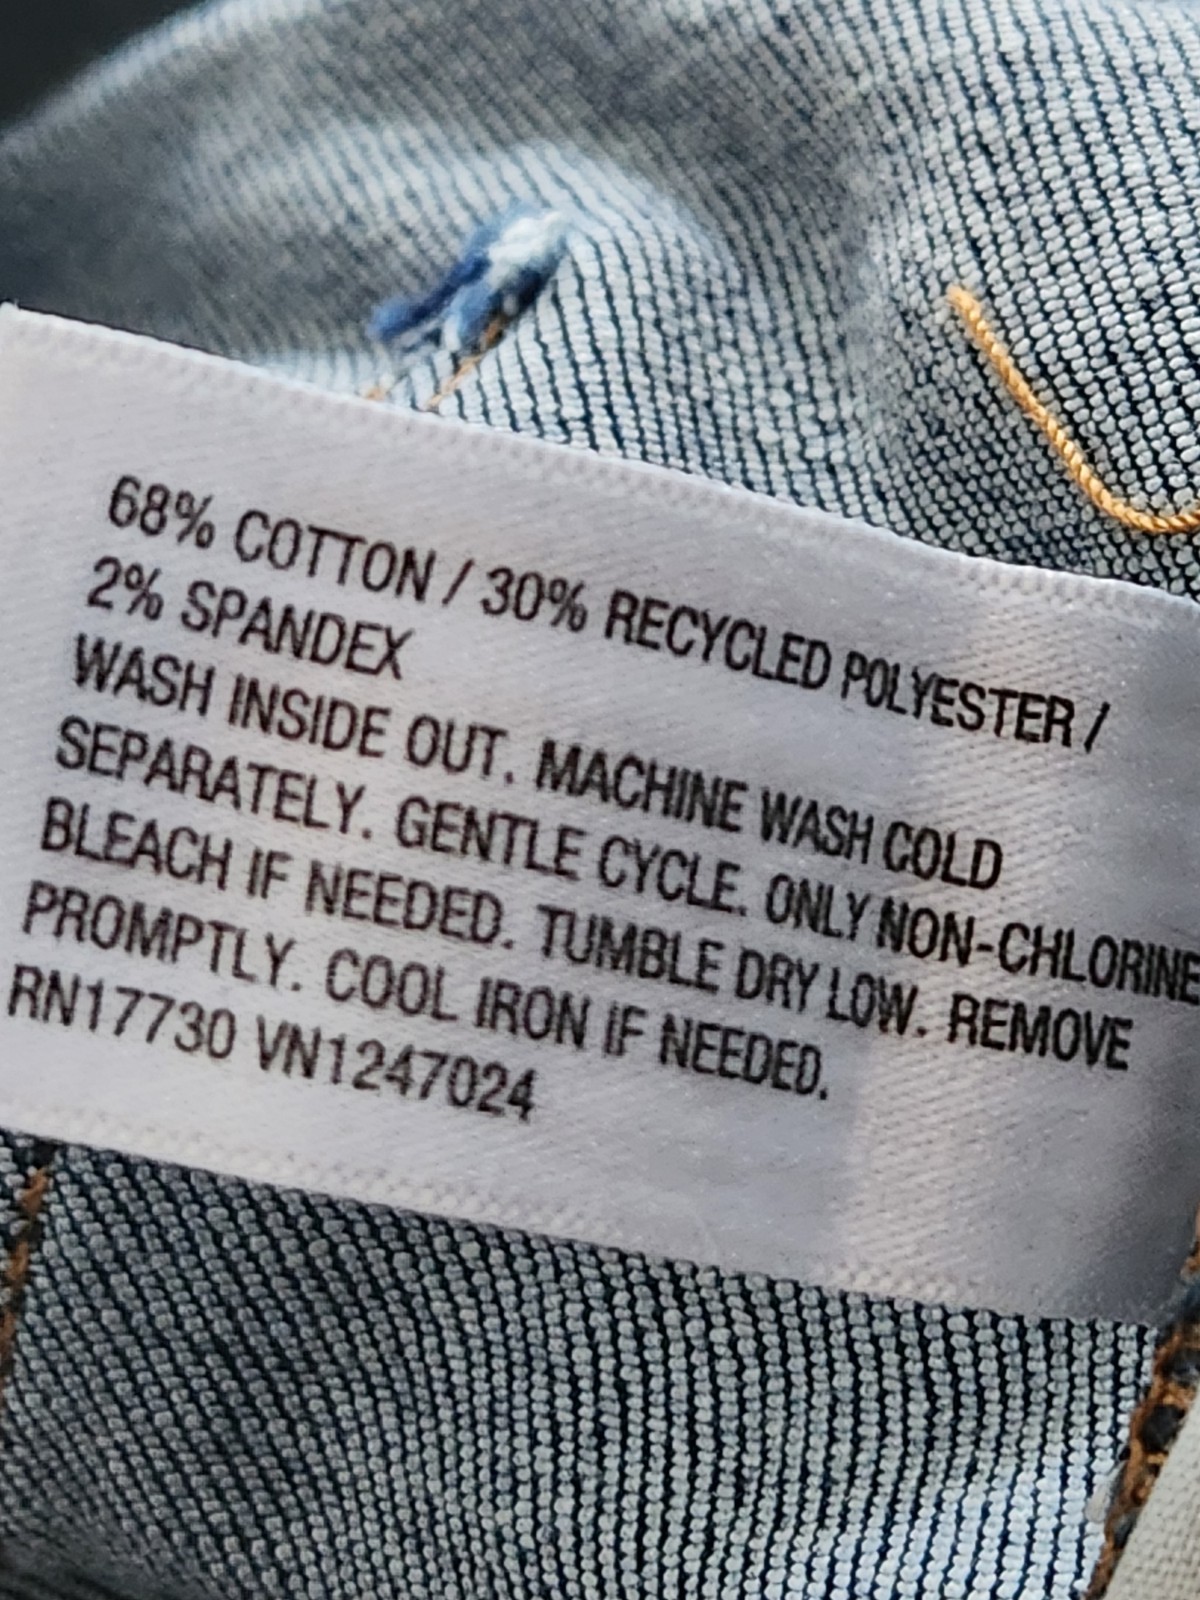 68% COTTON / 30% RECYCLED POLYESTER /
2% SPANDEX
WASH INSIDE OUT. MACHINE WASH COLD
SEPARATELY. GENTLE CYCLE. ONLY NON-CHLORINE
BLEACH IF NEEDED. TUMBLE DRY LOW. REMOVE
PROMPTLY. COOL IRON IF NEEDED.
RN17730 VN1247024